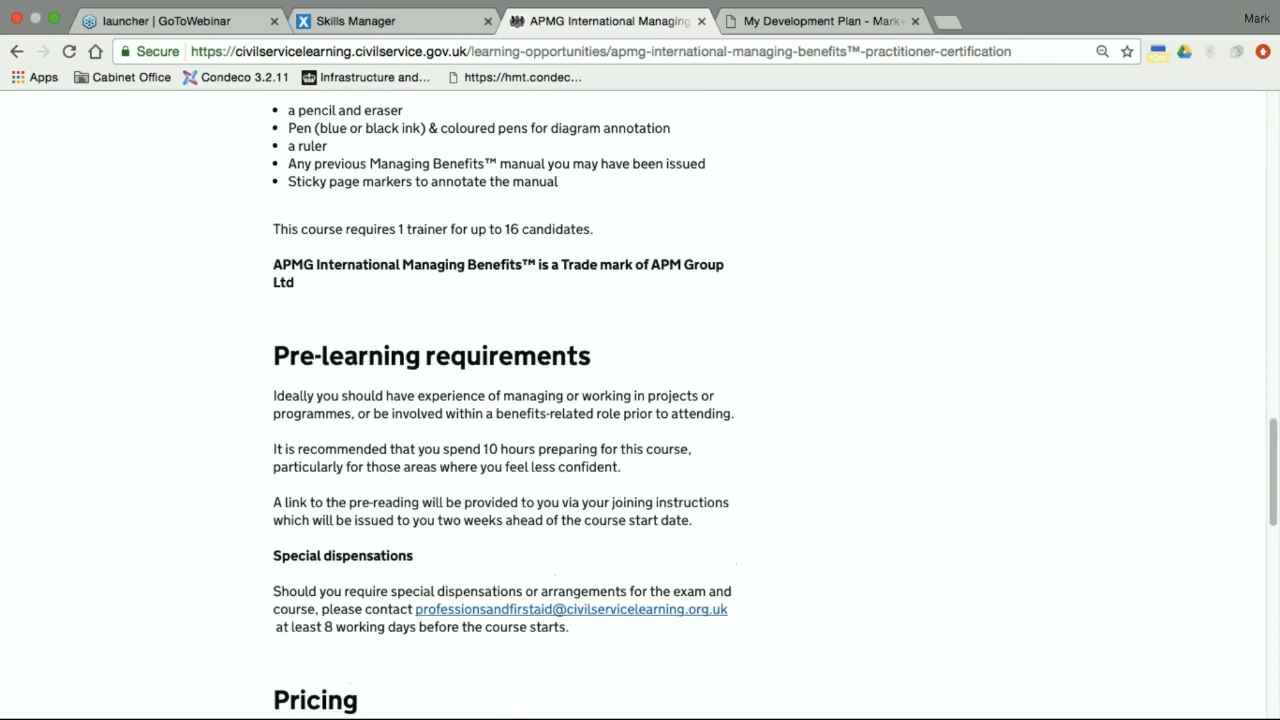 launcher | GoToWebinar
Skills Manager
APMG International Managing
My Development Plan - Mark
Mark
Secure
https://civilservicelearning.civilservice.gov.uk/learning-opportunities/apmg-international-managing-benefits™-practitioner-certification
Apps
Cabinet Office
Condeco 3.2.11
Infrastructure and...
https://hmt.condec...
• a pencil and eraser
• Pen (blue or black ink) & coloured pens for diagram annotation
• a ruler
• Any previous Managing Benefits™ manual you may have been issued
• Sticky page markers to annotate the manual
This course requires 1 trainer for up to 16 candidates.
APMG International Managing Benefits™ is a Trade mark of APM Group
Ltd
Pre-learning requirements
Ideally you should have experience of managing or working in projects or
programmes, or be involved within a benefits-related role prior to attending.
It is recommended that you spend 10 hours preparing for this course,
particularly for those areas where you feel less confident.
A link to the pre-reading will be provided to you via your joining instructions
which will be issued to you two weeks ahead of the course start date.
Special dispensations
Should you require special dispensations or arrangements for the exam and
course, please contact professionsandfirstaid@civilservicelearning.org.uk
at least 8 working days before the course starts.
Pricing